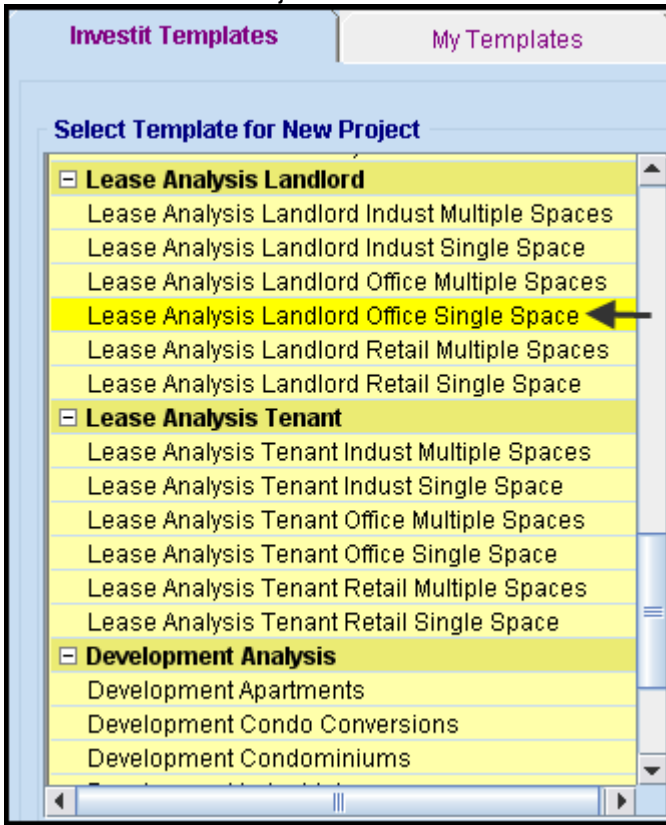 Investit Templates
My Templates
Select Template for New Project
Lease Analysis Landlord
Lease Analysis Landlord Indust Multiple Spaces
Lease Analysis Landlord Indust Single Space
Lease Analysis Landlord Office Multiple Spaces
Lease Analysis Landlord Office Single Space
Lease Analysis Landlord Retail Multiple Spaces
Lease Analysis Landlord Retail Single Space
Lease Analysis Tenant
Lease Analysis Tenant Indust Multiple Spaces
Lease Analysis Tenant Indust Single Space
Lease Analysis Tenant Office Multiple Spaces
Lease Analysis Tenant Office Single Space
Lease Analysis Tenant Retail Multiple Spaces
Lease Analysis Tenant Retail Single Space
Development Analysis
Development Apartments
Development Condo Conversions
Development Condominiums